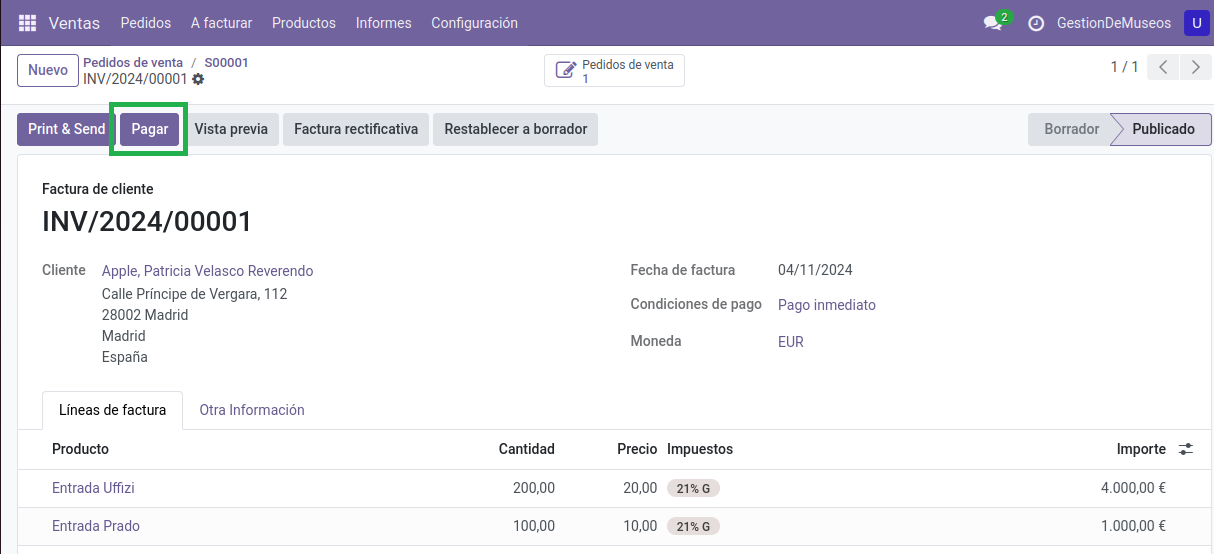 Ventas Pedidos A facturar Productos Informes Configuración 2 GestionDeMuseos U
Nuevo Pedidos de venta / S00001 Pedidos de venta 1 / 1
INV/2024/00001 1
Print & Send Pagar Vista previa Factura rectificativa Restablecer a borrador Borrador Publicado
Factura de cliente
INV/2024/00001
Cliente Apple, Patricia Velasco Reverendo Fecha de factura 04/11/2024
Calle Príncipe de Vergara, 112
28002 Madrid Condiciones de pago Pago inmediato
Madrid Moneda EUR
España
Líneas de factura Otra Información
Producto Cantidad Precio Impuestos Importe
Entrada Uffizi 200,00 20,00 21% G 4.000,00 €
Entrada Prado 100,00 10,00 21% G 1.000,00 €